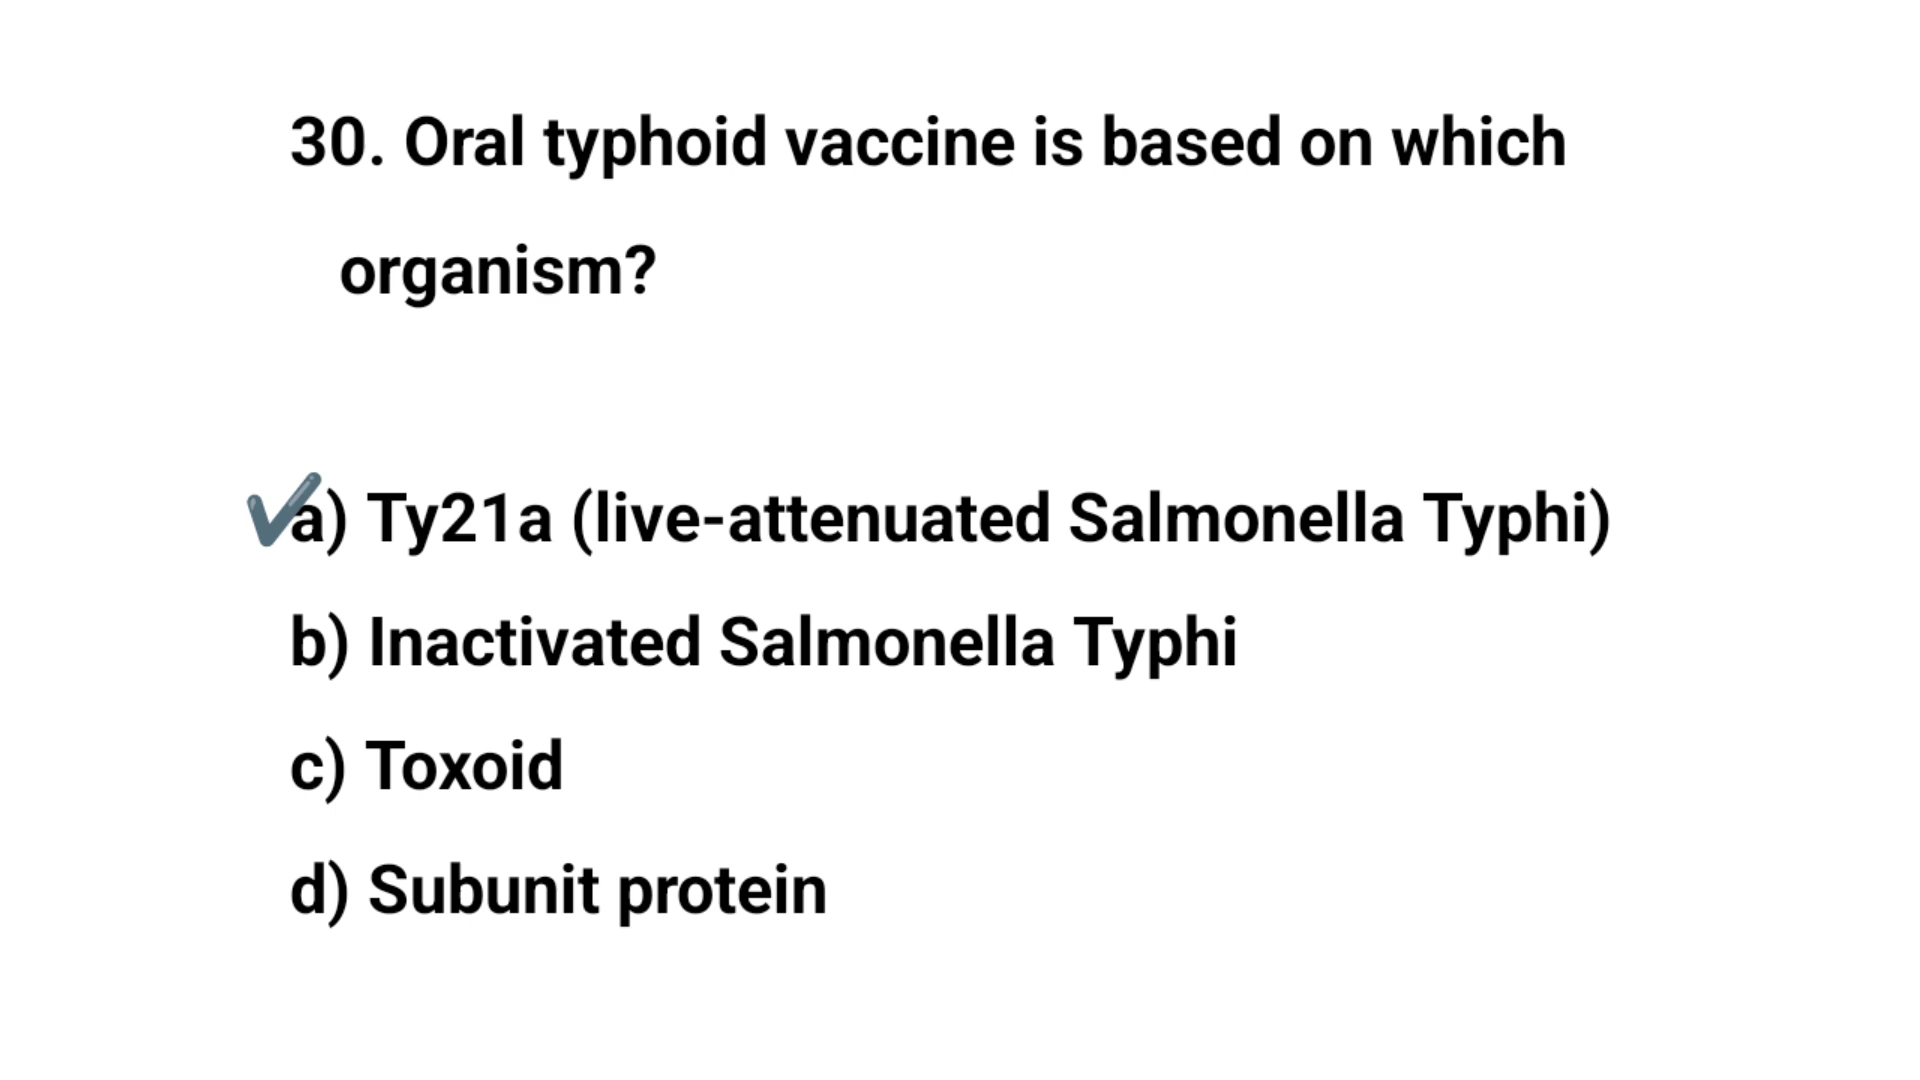 30. Oral typhoid vaccine is based on which
organism?
✔a) Ty21a (live-attenuated Salmonella Typhi)
b) Inactivated Salmonella Typhi
c) Toxoid
d) Subunit protein